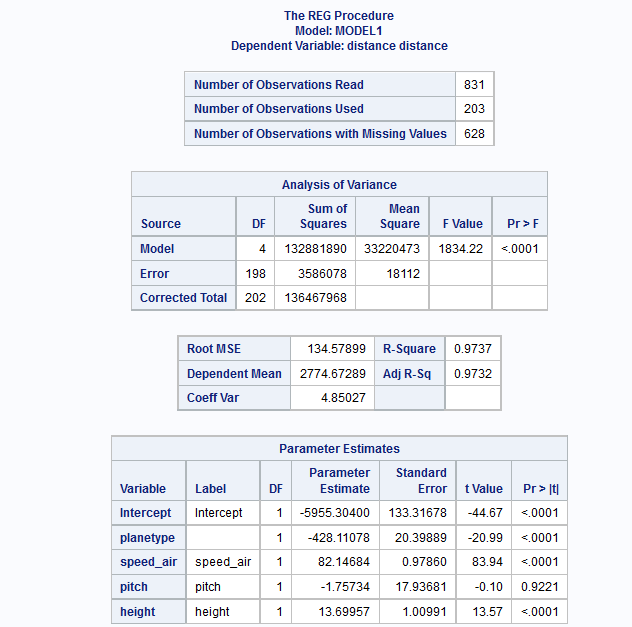 The REG Procedure
Model: MODEL1
Dependent Variable: distance distance
Number of Observations Read 831
Number of Observations Used 203
Number of Observations with Missing Values 628
Analysis of Variance
Source DF Sum of Squares Mean Square F Value Pr > F
Model 4 132881890 33220473 1834.22 <.0001
Error 198 3586078 18112
Corrected Total 202 136467968
Root MSE 134.57899 R-Square 0.9737
Dependent Mean 2774.67289 Adj R-Sq 0.9732
Coeff Var 4.85027
Parameter Estimates
Variable Label DF Parameter Estimate Standard Error t Value Pr > |t|
Intercept Intercept 1 -5955.30400 133.31678 -44.67 <.0001
planetype 1 -428.11078 20.39889 -20.99 <.0001
speed_air speed_air 1 82.14684 0.97860 83.94 <.0001
pitch pitch 1 -1.75734 17.93681 -0.10 0.9221
height height 1 13.69957 1.00991 13.57 <.0001